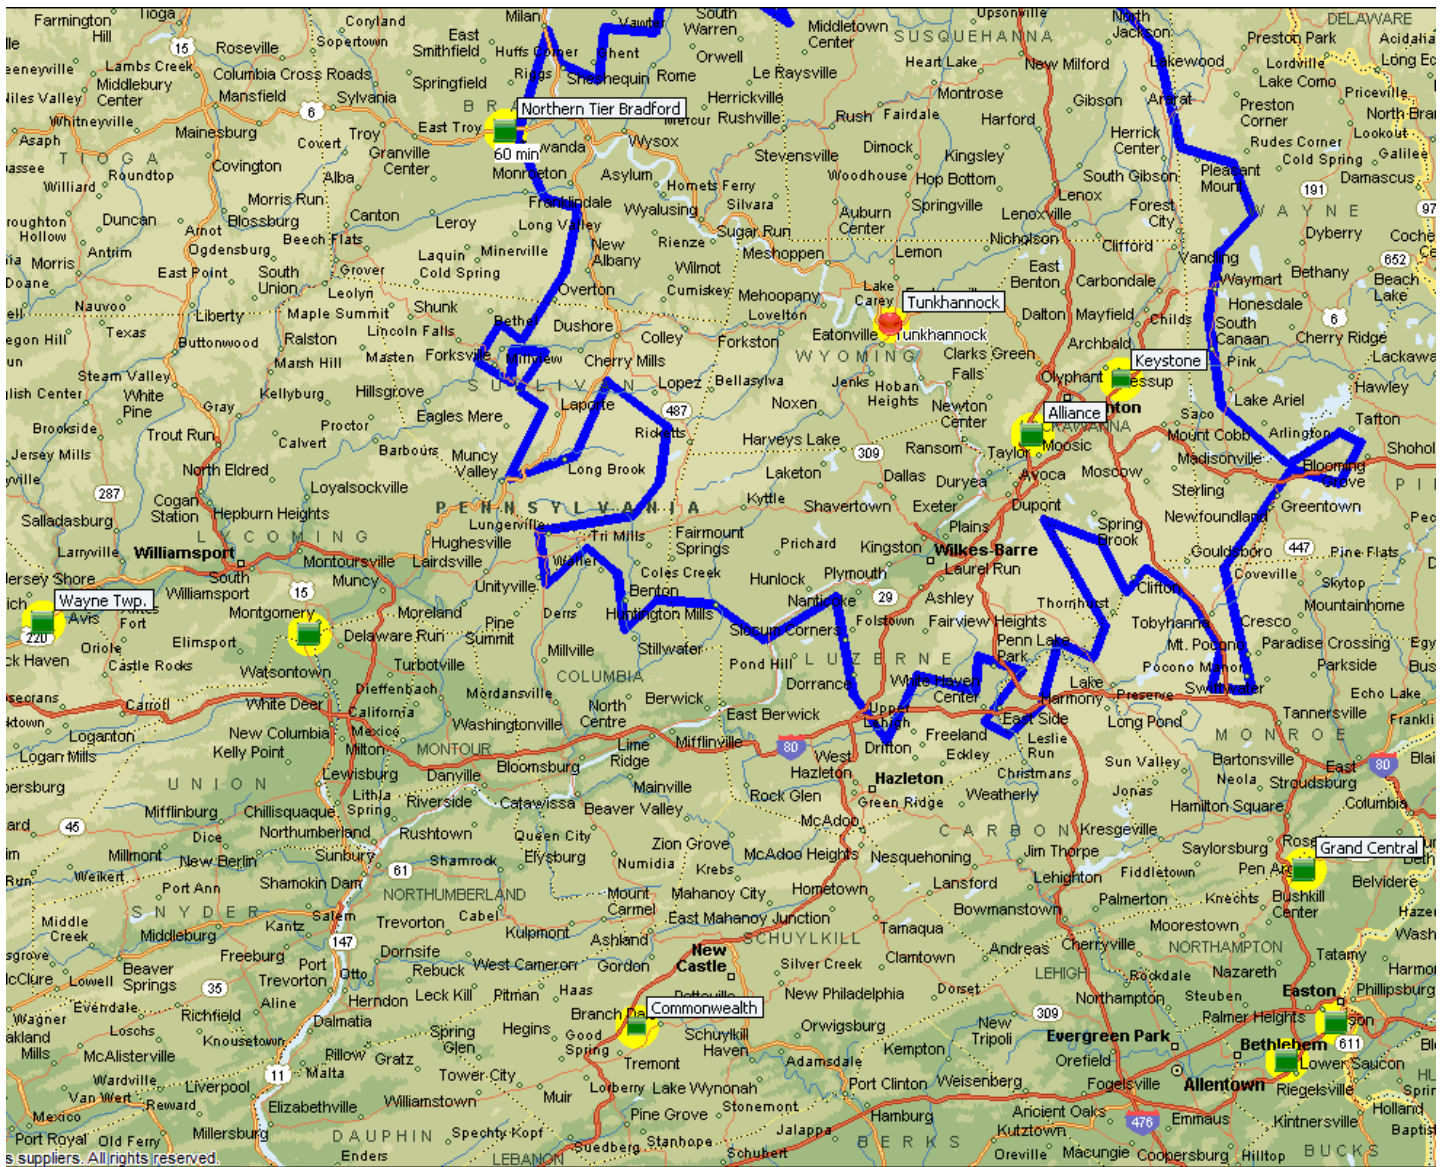 Farmington
Hill
Tioga
Coryland
Milan
Vawter
South
Warren
Middletown
Center
Upsonville
North
Jackson
DELAWARE
SUSQUEHANNA
Preston Park
15
Roseville
Sopertown
East
Smithfield
Huffs Corner
Ghent
Orwell
Heart Lake
New Milford
Lakewood
Lordville
Lambs Creek
Middlebury
Center
Columbia Cross Roads
Springfield
Riggs
Sheshequin
Rome
Le Raysville
Lake Como
Mansfield
Sylvania
Herrickville
Montrose
Gibson
Ararat
Priceville
Whitneyville
6
Northern Tier Bradford
Rushville
Rush
Fairdale
Harford
Preston
Corner
Mainesburg
Troy
East Troy
Wysox
Herrick
Center
Lookout
Asaph
Covert
Granville
Center
60 min
Stevensville
Dimock
Kingsley
Rudes Corner
Cold Spring
Galilee
TIOGA
Covington
Monroeton
Asylum
Woodhouse
Hop Bottom
South Gibson
Pleasant
Mount
Damascus
Roundtop
Alba
Homets Ferry
Lenox
191
Williard
Morris Run
Franklindale
Wyalusing
Silvara
Auburn
Center
Springville
Lenoxville
Forest
City
WAYNE
Duncan
Blossburg
Canton
Leroy
Long Valley
Sugar Run
Nicholson
Clifford
Dyberry
Hollow
Arnot
Ogdensburg
Beech Flats
Minerville
New
Albany
Rienze
Meshoppen
Lemon
Vandling
Antrim
Laquin
Cold Spring
Wilmot
East
Benton
Carbondale
Waymart
Bethany
652
Morris
East Point
South
Union
Grover
Leolyn
Overton
Cumiskey
Mehoopany
Lake
Carey
Tunkhannock
Honesdale
Beach
Lake
Nauvoo
Liberty
Maple Summit
Shunk
Dushore
Lovelton
Dalton
Mayfield
Childs
South
Canaan
6
Texas
Buttonwood
Ralston
Lincoln Falls
Colley
Forkston
Eatonville
Tunkhannock
Archbald
Cherry Ridge
Marsh Hill
Masten
Forksville
Millview
Cherry Mills
WYOMING
Clarks Green
Keystone
Pink
Steam Valley
SULLIVAN
Lopez
Bellasylva
Jenks
Hoban
Heights
Falls
Olyphant
Hawley
White
Pine
Kellyburg
Hillsgrove
Laporte
487
Noxen
Newton
Center
Alliance
Lake Ariel
Brookside
Gray
Proctor
Eagles Mere
Ricketts
Saco
Tatton
Trout Run
Calvert
Barbours
Harveys Lake
309
Ransom
Taylor
Moosic
Mount Cobb
Arlington
Jersey Mills
North Eldred
Muncy
Valley
Long Brook
Laketon
Dallas
Duryea
Avoca
Moscow
Madisonville
Blooming
Grove
287
Cogan
Station
Loyalsockville
Kyttle
Shavertown
Exeter
Dupont
Sterling
Greentown
Salladasburg
Hepburn Heights
PENNSYLVANIA
Lungerville
Plains
Spring
Brook
Newfoundland
LYCOMING
Hughesville
Tri Mills
Fairmount
Springs
Prichard
Kingston
Wilkes-Barre
Gouldsboro
447
Pine Flats
Larryville
Williamsport
Montoursville
Lairdsville
Coles Creek
Plymouth
Laurel Run
Coveville
Jersey Shore
South
Williamsport
15
Muncy
Unityville
Benton
Hunlock
Nanticoke
29
Ashley
Thornhurst
Clifton
Skytop
Wayne Twp.
Avis
Fort
Montgomery
Moreland
Derrs
Huntington Mills
Folstown
Fairview Heights
Tobyhanna
Cresco
Mountainhome
220
Oriole
Elimsport
Delaware Run
Pine
Summit
Millville
Stillwater
Slocum Corners
LUZERNE
Penn Lake
Park
Mt. Pocono
Paradise Crossing
Castle Rocks
Watsontown
Turbotville
COLUMBIA
Pond Hill
Dorrance
White Haven
Center
Lake
Harmony
Pocono Manor
Parkside
Carroll
White Deer
Dieffenbach
Mordansville
North
Centre
Berwick
Upper
Lehigh
Preserve
Swiftwater
Echo Lake
Loganton
New Columbia
California
Washingtonville
East Berwick
East Side
Long Pond
Tannersville
Logan Mills
Kelly Point
Mexico
Milton
MONTOUR
Lime
Ridge
Mifflinville
80
West
Hazleton
Drifton
Freeland
Eckley
Leslie
Run
MONROE
UNION
Lewisburg
Danville
Bloomsburg
Hazleton
Christmans
Sun Valley
Bartonsville
East
Stroudsburg
80
Mifflinburg
Chillisquaque
Lithia
Spring
Riverside
Catawissa
Mainville
Beaver Valley
Rock Glen
Green Ridge
Weatherly
Jonas
Neola
Hamilton Square
Columbia
45
Dice
Northumberland
Rushtown
Queen City
McAdoo
CARBON
Kresgeville
Millmont
New Berlin
Sunbury
61
Shamrock
Elysburg
Zion Grove
McAdoo Heights
Nesquehoning
Jim Thorpe
Saylorsburg
Grand Central
Weikert
Port Ann
Shamokin Dam
NORTHUMBERLAND
Numidia
Krebs
Hometown
Lansford
Lehighton
Fiddletown
Belvidere
SNYDER
Salem
Trevorton
Cabel
Mount
Carmel
Mahanoy City
Bowmanstown
Palmerton
Knechts
Bushkill
Center
Middle
Creek
Middleburg
Kantz
147
Kulpmont
East Mahanoy Junction
Tamaqua
Moorestown
Freeburg
Dornsife
Ashland
New
Castle
SCHUYLKILL
Andreas
Cherryville
NORTHAMPTON
Tatamy
Lowell
Beaver
Springs
Port
Trevorton
Otto
Rebuck
West Cameron
Gordon
Silver Creek
Clamtown
LEHIGH
Rockdale
Nazareth
35
Aline
Herndon
Leck Kill
Pitman
Haas
New Philadelphia
Dorset
Northampton
Steuben
Easton
Phillipsburg
Everdale
Richfield
Dalmatia
Spring
Glen
Hegins
Branch Dale
Commonwealth
Orwigsburg
New
Tripoli
309
Palmer Heights
Wagner
Loschs
Knousetown
Good
Spring
Schuylkill
Haven
Evergreen Park
Bethlehem
611
McAlisterville
Pillow
Gratz
Tremont
Adamsdale
Kempton
Orefield
Lower Saucon
11
Malta
Tower City
Allentown
Wardville
Liverpool
Lorberry
Lake Wynonah
Port Clinton
Weisenberg
Fogelsville
Riegelsville
Van Wert
Reward
Elizabethville
Williamstown
Muir
Pine Grove
Stonemont
Hamburg
Ancient Oaks
476
Emmaus
Holland
Mexico
Millersburg
Kutztown
Kintnersville
Port Royal
Old Ferry
DAUPHIN
Spechty Kopf
Suedberg
Stanhope
Jalappa
BERKS
Oreville
Macungie
Coopersburg
Hilltop
BUCKS
Enders
LEBANON
Schubert
s suppliers. All rights reserved.